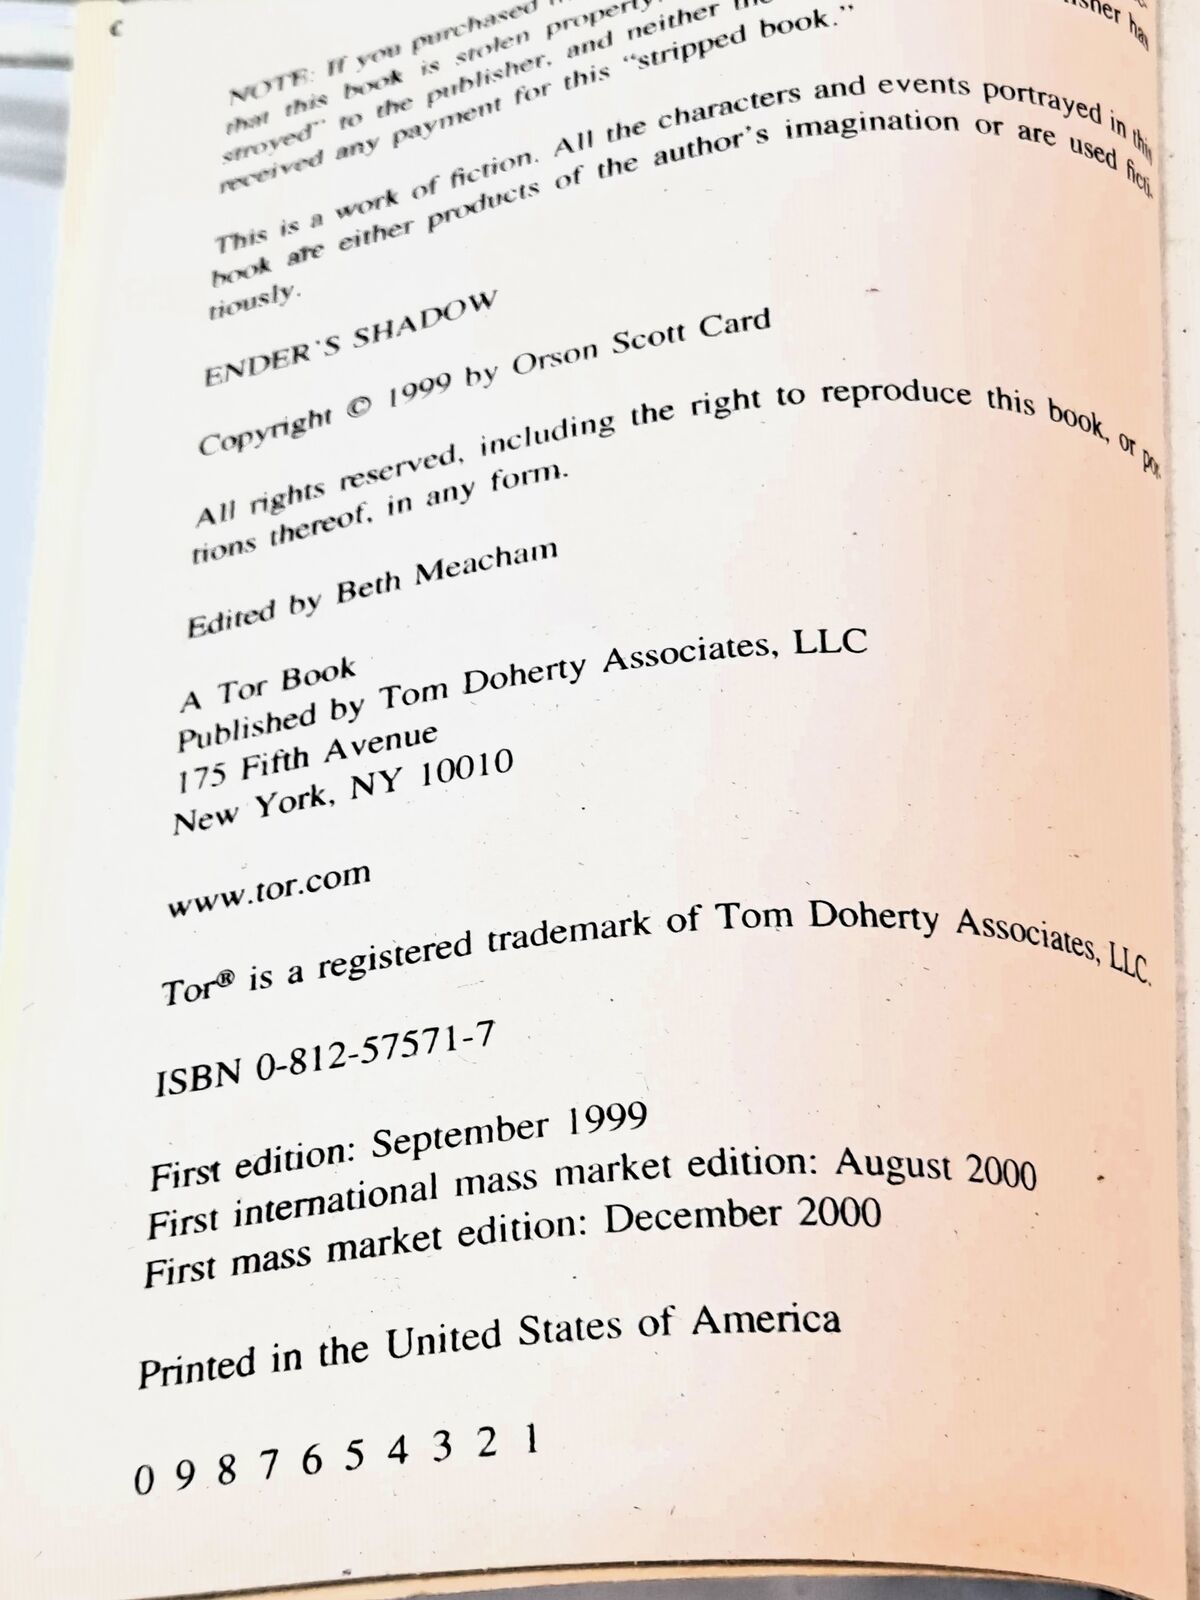 NOTE: If you purchased
that this book is stolen property
stroyed" to the publisher, and neither the
received any payment for this "stripped book."
This is a work of fiction. All the characters and events portrayed in this
book are either products of the author's imagination or are used ficti-
tiously.
ENDER'S SHADOW
Copyright © 1999 by Orson Scott Card
All rights reserved, including the right to reproduce this book, or por-
tions thereof, in any form.
Edited by Beth Meacham
A Tor Book
Published by Tom Doherty Associates, LLC
175 Fifth Avenue
New York, NY 10010
www.tor.com
Tor® is a registered trademark of Tom Doherty Associates, LLC.
ISBN 0-812-57571-7
First edition: September 1999
First international mass market edition: August 2000
First mass market edition: December 2000
Printed in the United States of America
0 9 8 7 6 5 4 3 2 1